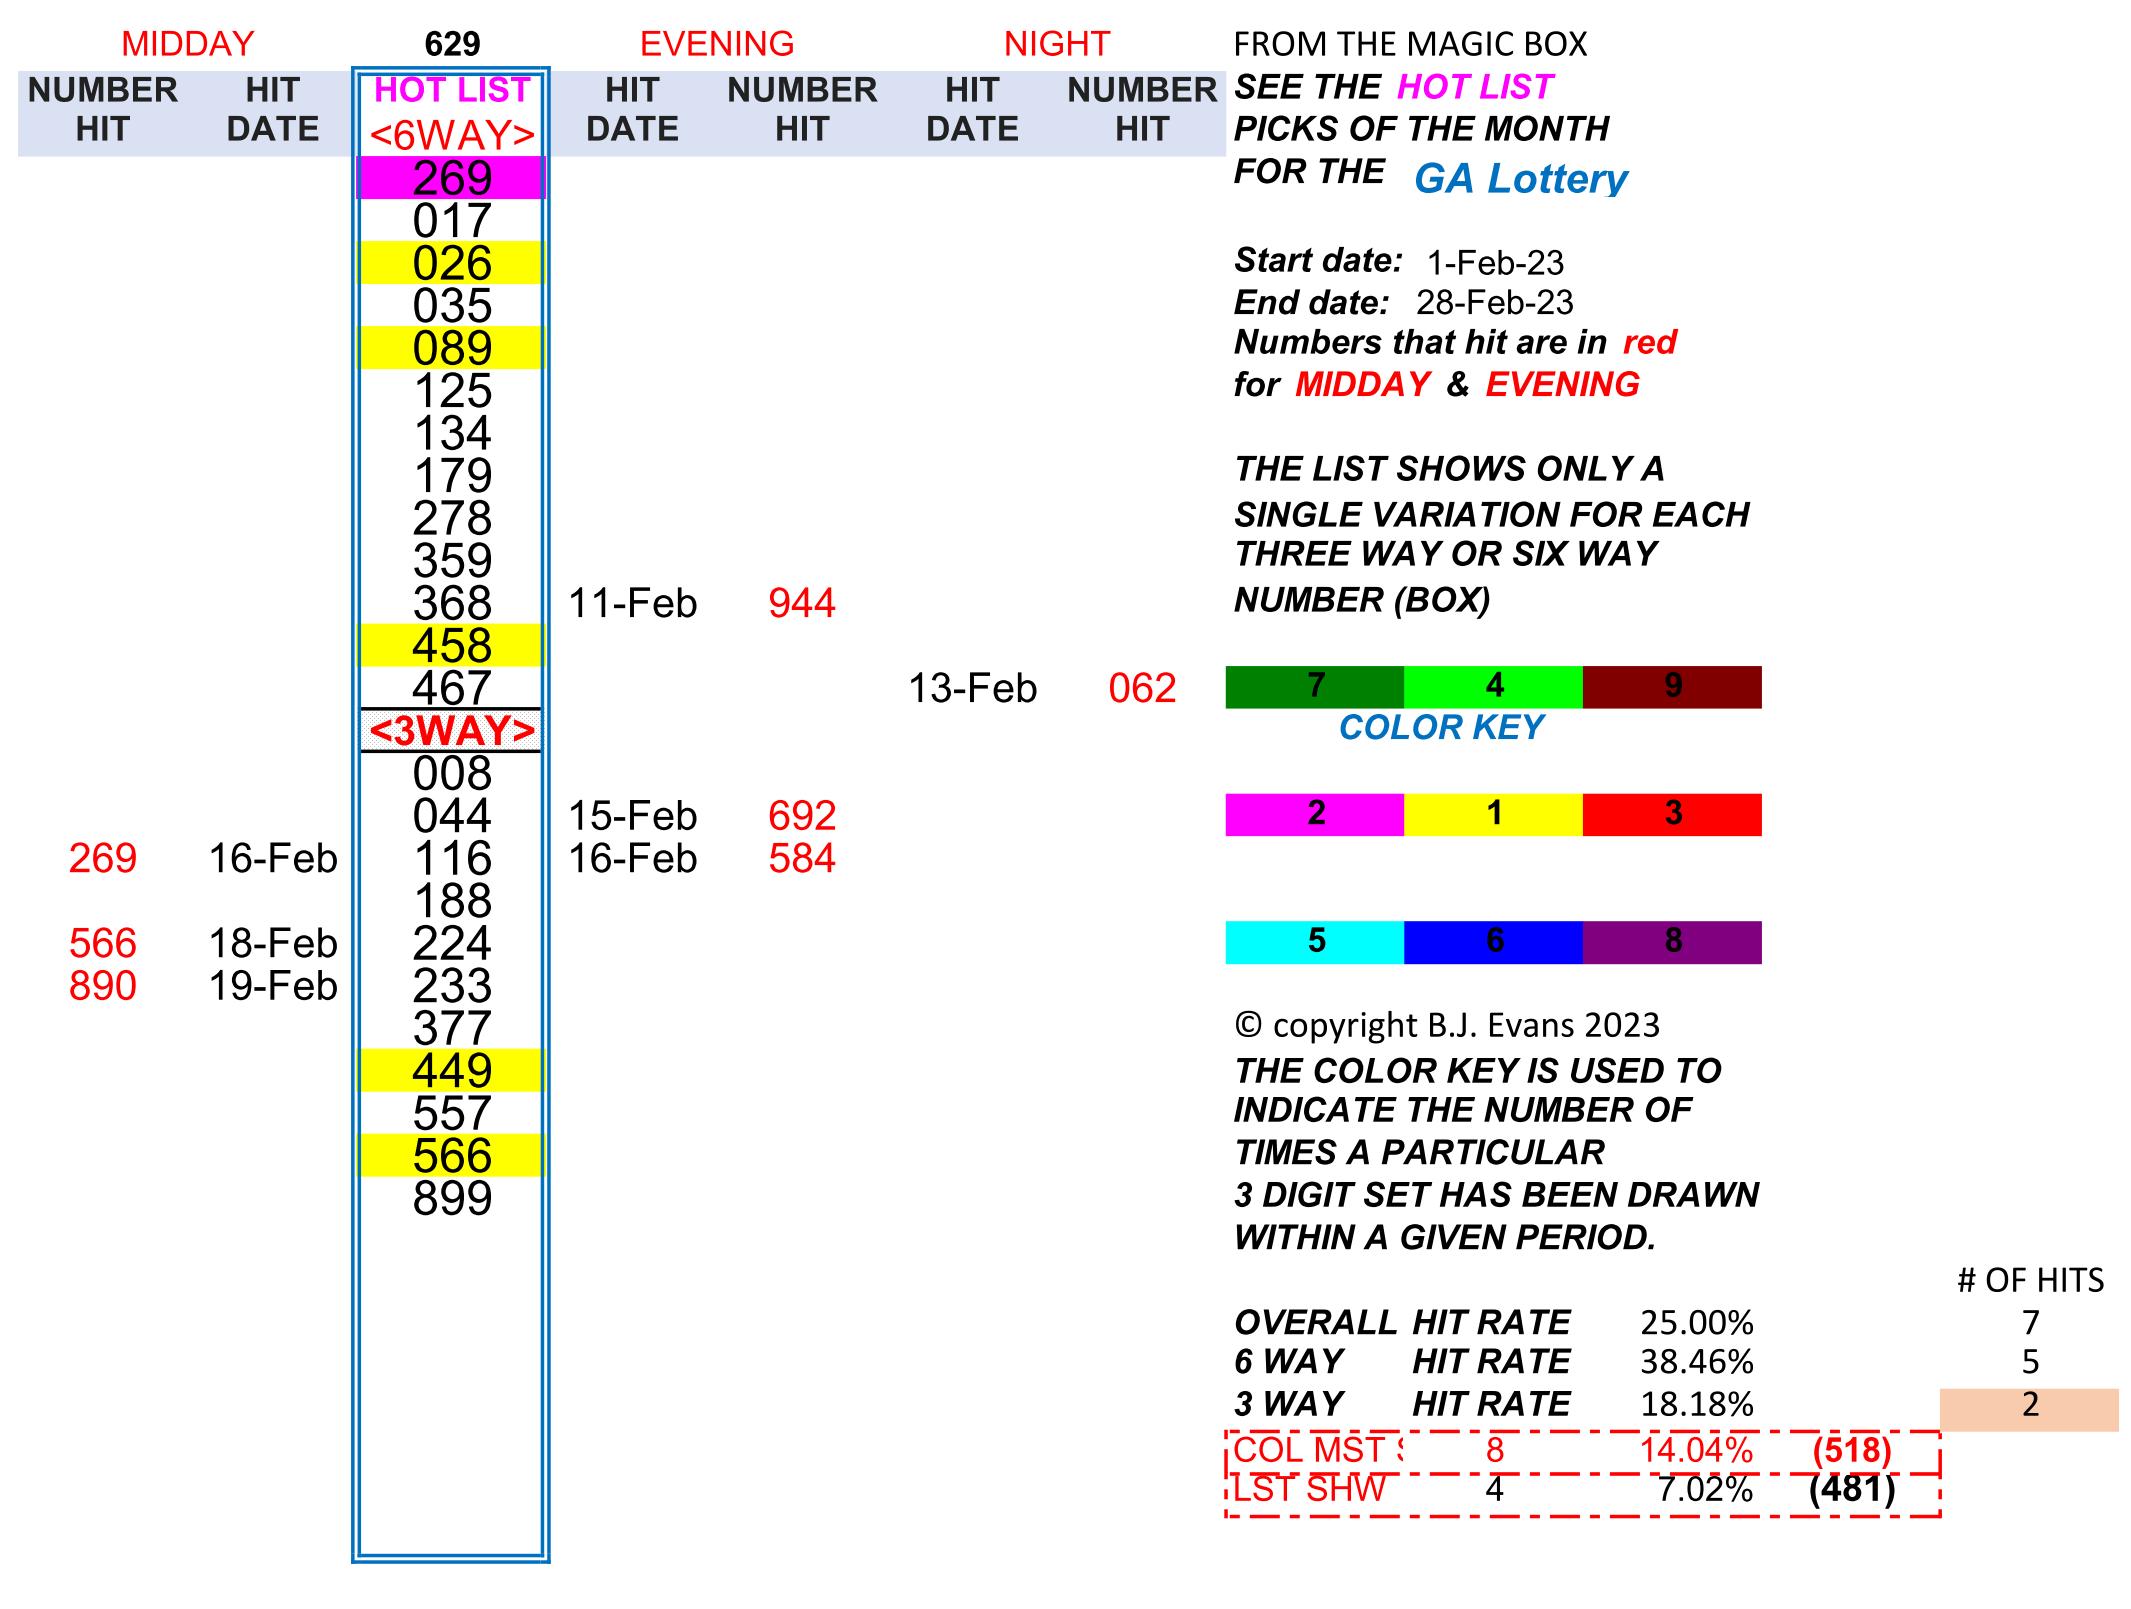 MIDDAY 629 EVENING NIGHT FROM THE MAGIC BOX
NUMBER HIT HOT LIST HIT NUMBER HIT NUMBER SEE THE HOT LIST
HIT DATE <6WAY> DATE HIT DATE HIT PICKS OF THE MONTH
269 FOR THE GA Lottery
017
026 Start date: 1-Feb-23
035 End date: 28-Feb-23
089 Numbers that hit are in red
125 for MIDDAY & EVENING
134
179 THE LIST SHOWS ONLY A
278 SINGLE VARIATION FOR EACH
359 THREE WAY OR SIX WAY
368 11-Feb 944 NUMBER (BOX)
458
467 13-Feb 062 7 4 9
<3WAY> COLOR KEY
008
044 15-Feb 692 2 1 3
269 16-Feb 116 16-Feb 584
188
566 18-Feb 224 5 6 8
890 19-Feb 233
377 © copyright B.J. Evans 2023
449 THE COLOR KEY IS USED TO
557 INDICATE THE NUMBER OF
566 TIMES A PARTICULAR
899 3 DIGIT SET HAS BEEN DRAWN
WITHIN A GIVEN PERIOD.
# OF HITS
OVERALL HIT RATE 25.00% 7
6 WAY HIT RATE 38.46% 5
3 WAY HIT RATE 18.18% 2
COL MST 8 14.04% (518)
LST SHW 4 7.02% (481)